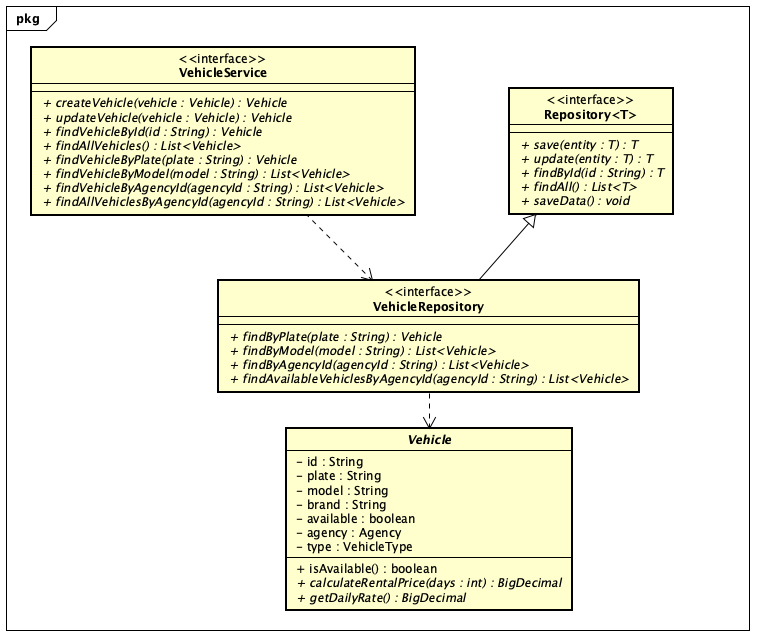 pkg
<<interface>>
VehicleService
+ createVehicle(vehicle : Vehicle) : Vehicle
+ updateVehicle(vehicle : Vehicle) : Vehicle
+ findVehicleById(id : String) : Vehicle
+ findAllVehicles() : List<Vehicle>
+ findVehicleByPlate(plate : String) : Vehicle
+ findVehicleByModel(model : String) : List<Vehicle>
+ findVehicleByAgencyId(agencyId : String) : List<Vehicle>
+ findAllVehiclesByAgencyId(agencyId : String) : List<Vehicle>
<<interface>>
Repository<T>
+ save(entity : T) : T
+ update(entity : T) : T
+ findById(id : String) : T
+ findAll() : List<T>
+ saveData() : void
<<interface>>
VehicleRepository
+ findByPlate(plate : String) : Vehicle
+ findByModel(model : String) : List<Vehicle>
+ findByAgencyId(agencyId : String) : List<Vehicle>
+ findAvailableVehiclesByAgencyId(agencyId : String) : List<Vehicle>
Vehicle
- id : String
- plate : String
- model : String
- brand : String
- available : boolean
- agency : Agency
- type : VehicleType
+ isAvailable() : boolean
+ calculateRentalPrice(days : int) : BigDecimal
+ getDailyRate() : BigDecimal